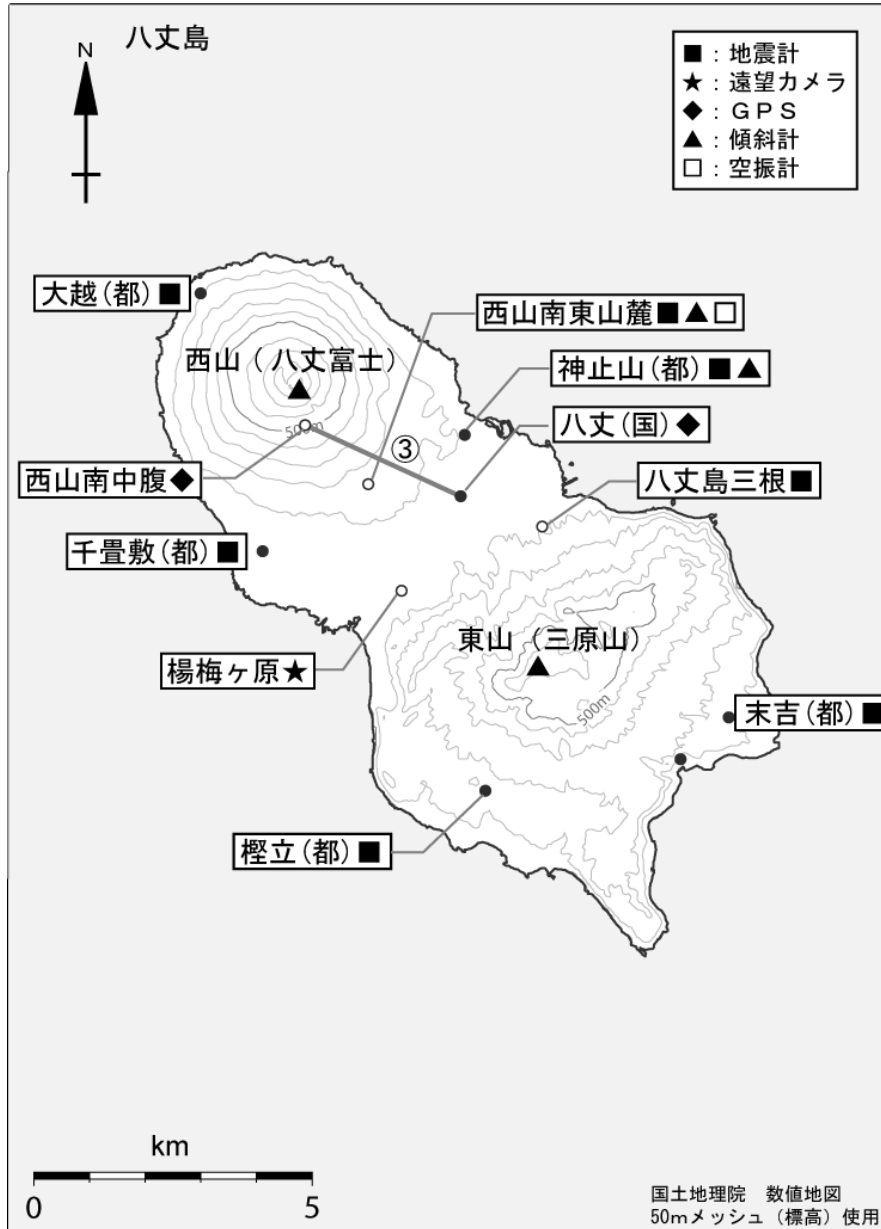 八丈島
N
■：地震計
★：遠望カメラ
◆：ＧＰＳ
▲：傾斜計
□：空振計
大越(都)■
西山南東山麓■▲□
西山（八丈富士）
神止山(都)■▲
500m
③
八丈(国)◆
西山南中腹◆
八丈島三根■
千畳敷(都)■
東山（三原山）
楊梅ヶ原★
500m
末吉(都)■
樫立(都)■
km
0 5
国土地理院　数値地図
50mメッシュ（標高）使用